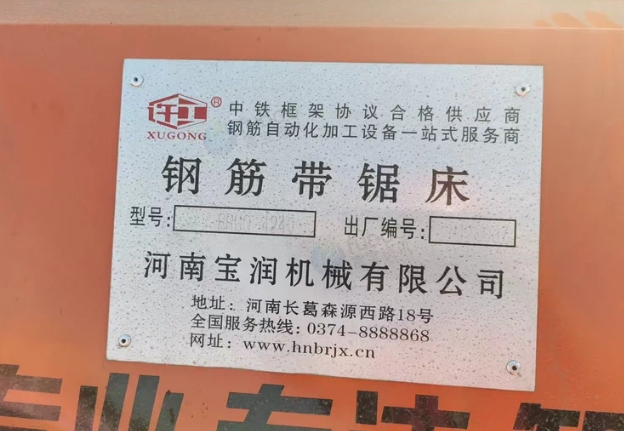 许工®
XUGONG
中铁框架协议合格供应商
钢筋自动化加工设备一站式服务商
钢筋带锯床
型号:
出厂编号:
河南宝润机械有限公司
地址：河南长葛森源西路18号
全国服务热线：0374-8888868
网址：www.hnbrjx.cn